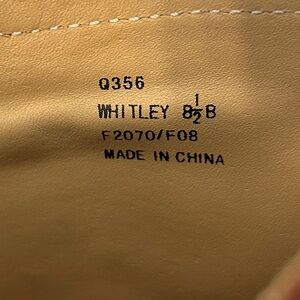 Q356
WHITLEY 8½B
F2070/F08
MADE IN CHINA